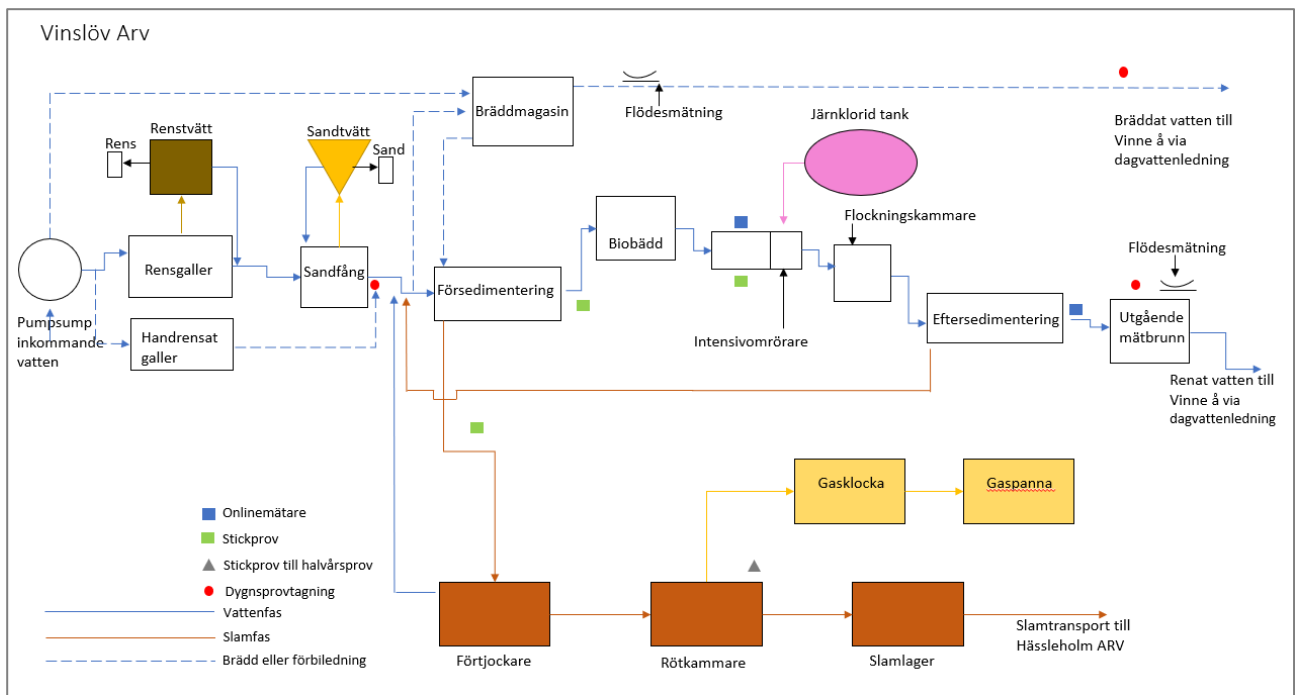 Vinslöv Arv
Bräddmagasin
Flödesmätning
Järnklorid tank
Bräddat vatten till
Vinne å via
dagvattenledning
Renstvätt
Rens
Sandtvätt
Sand
Flockningskammare
Biobädd
Flödesmätning
Rensgaller
Sandfång
Försedimentering
Eftersedimentering
Utgående
mätbrunn
Pumpsump
inkommande
vatten
Handrensat
galler
Intensivomrörare
Renat vatten till
Vinne å via
dagvattenledning
Gasklocka
Gaspanna
Onlinemätare
Stickprov
Stickprov till halvårsprov
Dygnsprovtagning
Vattenfas
Slamfas
Brädd eller förbiledning
Förtjockare
Rötkammare
Slamlager
Slamtransport till
Hässleholm ARV